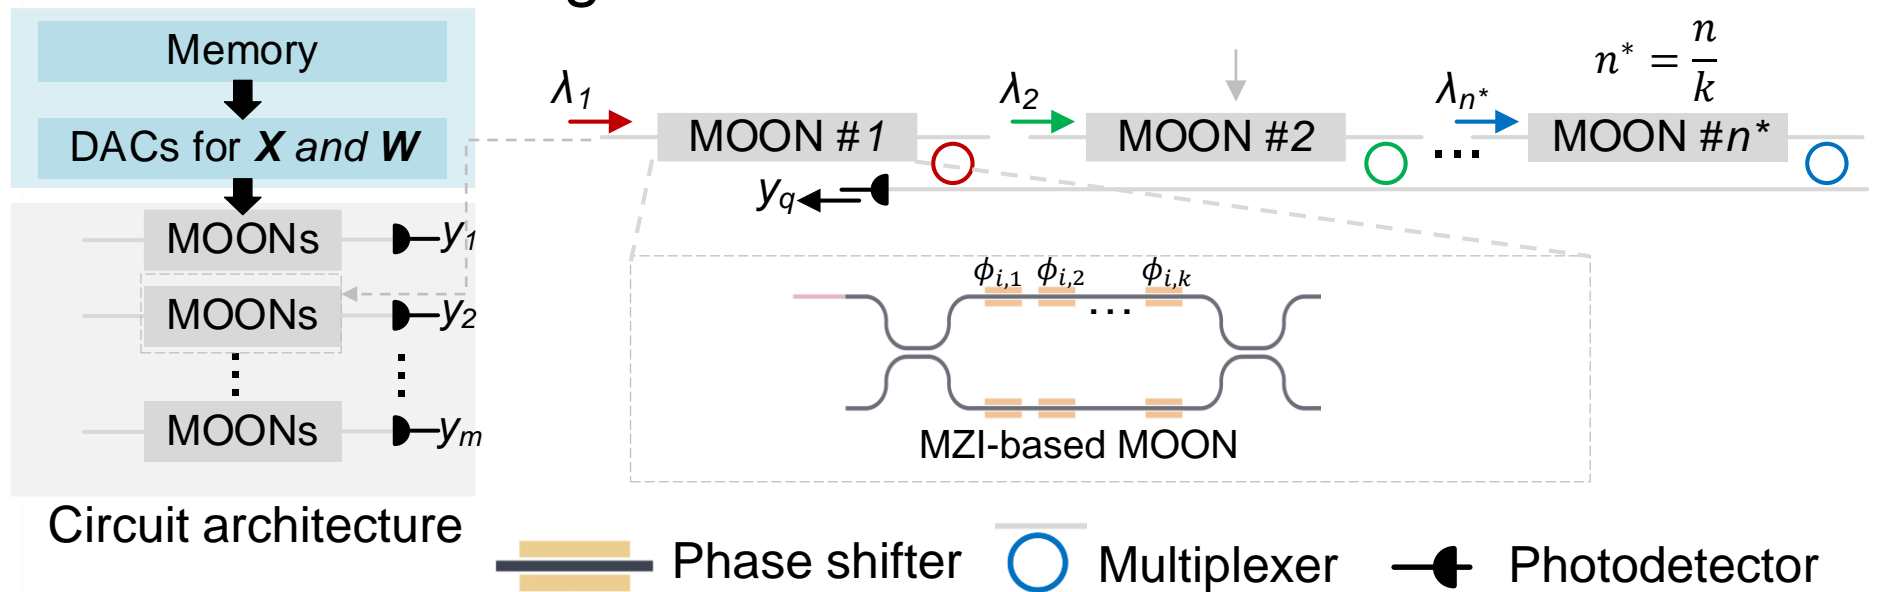 g
Memory
DACs for X and W
MOONs
y1
MOONs
y2
MOONs
ym
Circuit architecture
λ1
MOON #1
λ2
MOON #2
...
λn*
MOON #n*
n* = n/k
yq
ϕi,1 ϕi,2 ... ϕi,k
MZI-based MOON
Phase shifter
Multiplexer
Photodetector